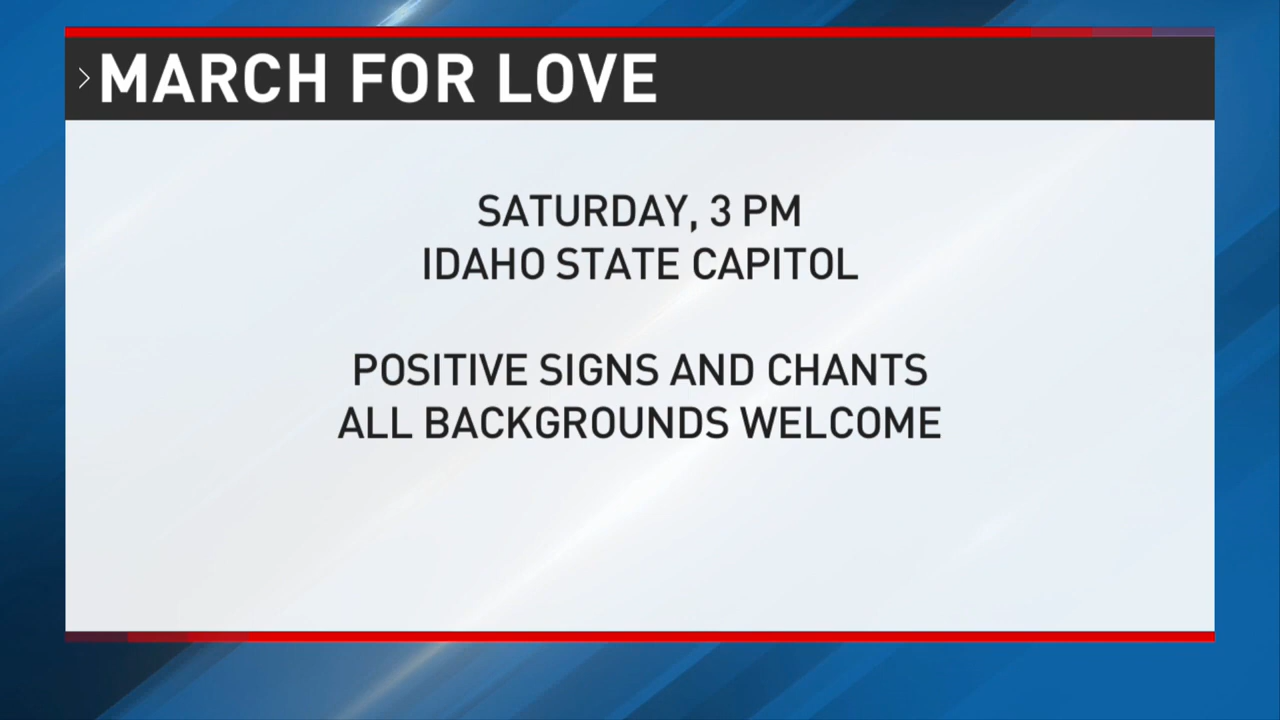 MARCH FOR LOVE
SATURDAY, 3 PM
IDAHO STATE CAPITOL
POSITIVE SIGNS AND CHANTS
ALL BACKGROUNDS WELCOME